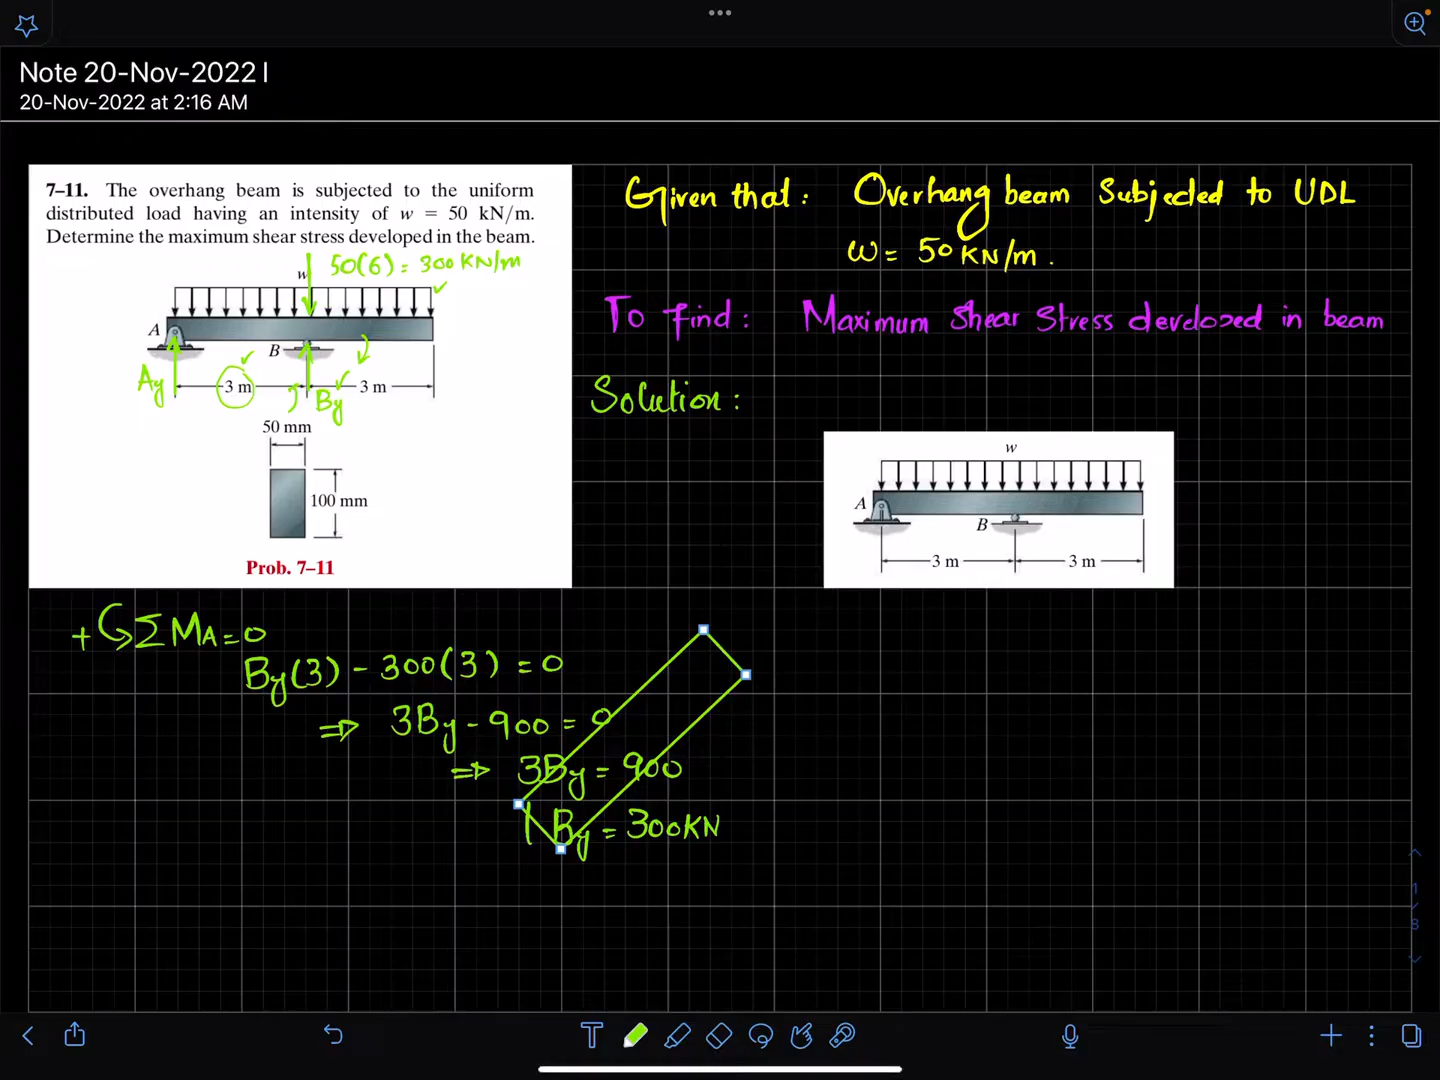 Note 20-Nov-2022 |
20-Nov-2022 at 2:16 AM
7–11. The overhang beam is subjected to the uniform
distributed load having an intensity of w = 50 kN/m.
Determine the maximum shear stress developed in the beam.
w
50(6) = 300 KN/m
A
B
Ay
3 m
By
3 m
50 mm
100 mm
Prob. 7–11
Given that: Overhang beam Subjected to UDL
w = 50 KN/m.
To find: Maximum Shear Stress developed in beam
Solution:
w
A
B
3 m
3 m
+ Σ MA = 0
By(3) - 300(3) = 0
⇒ 3By - 900 = 0
⇒ 3By = 900
By = 300KN
1
8
T